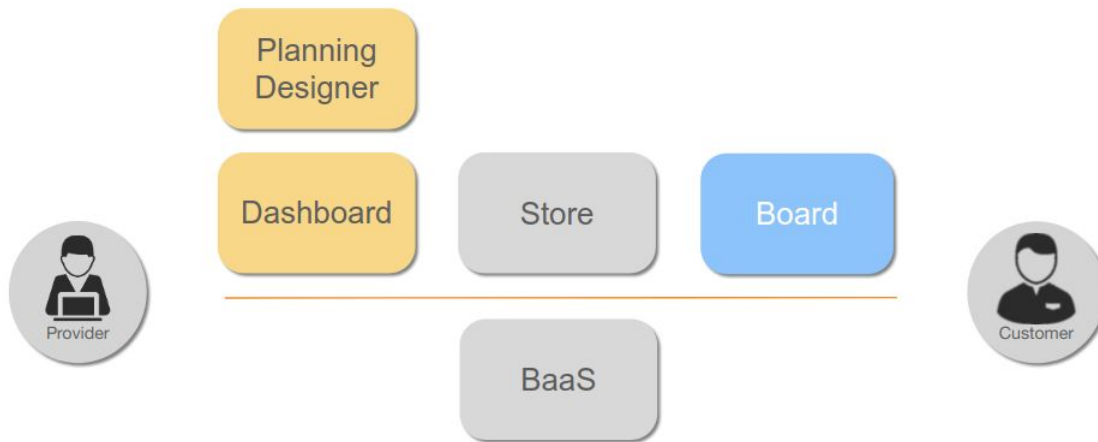 Planning
Designer
Dashboard
Store
Board
Provider
Customer
BaaS